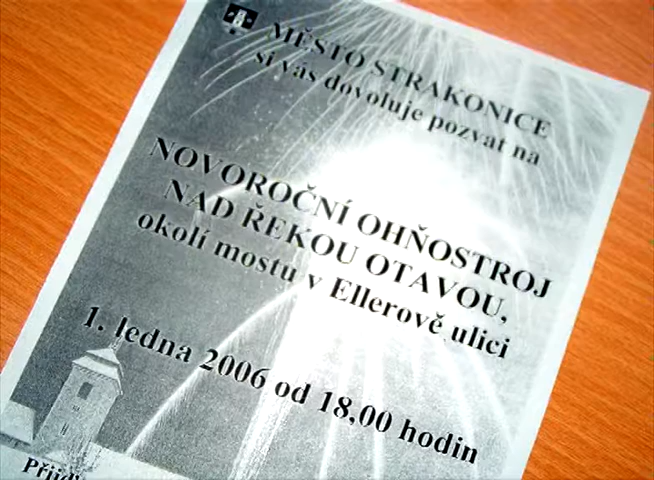 MĚSTO STRAKONICE
si vás dovoluje pozvat na
NOVOROČNÍ OHŇOSTROJ
NAD ŘEKOU OTAVOU,
okolí mostu v Ellerově ulici
1. ledna 2006 od 18,00 hodin